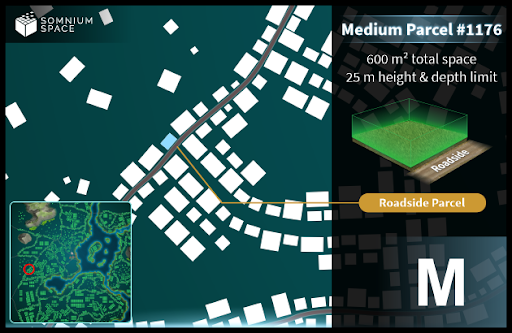 SOMNIUM
SPACE
Medium Parcel #1176
600 m² total space
25 m height & depth limit
Roadside
Roadside Parcel
M